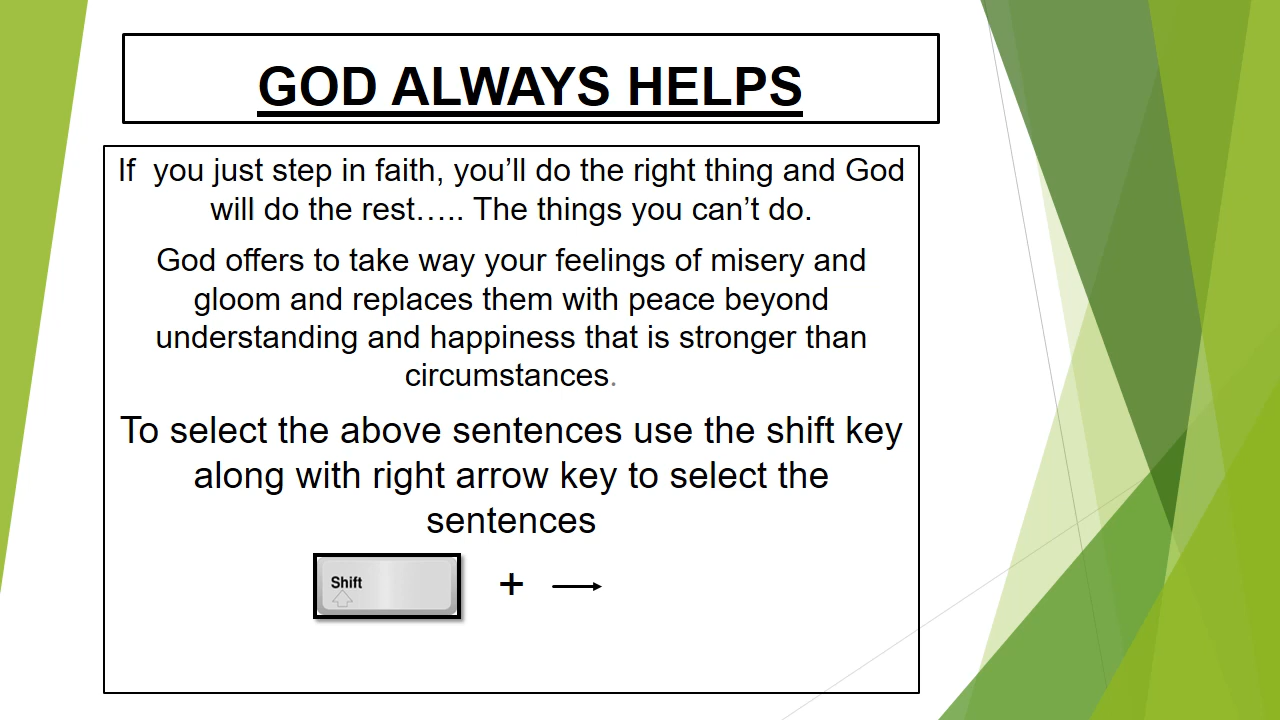 GOD ALWAYS HELPS
If  you just step in faith, you’ll do the right thing and God
will do the rest….. The things you can’t do.
God offers to take way your feelings of misery and
gloom and replaces them with peace beyond
understanding and happiness that is stronger than
circumstances.
To select the above sentences use the shift key
along with right arrow key to select the
sentences
Shift
+